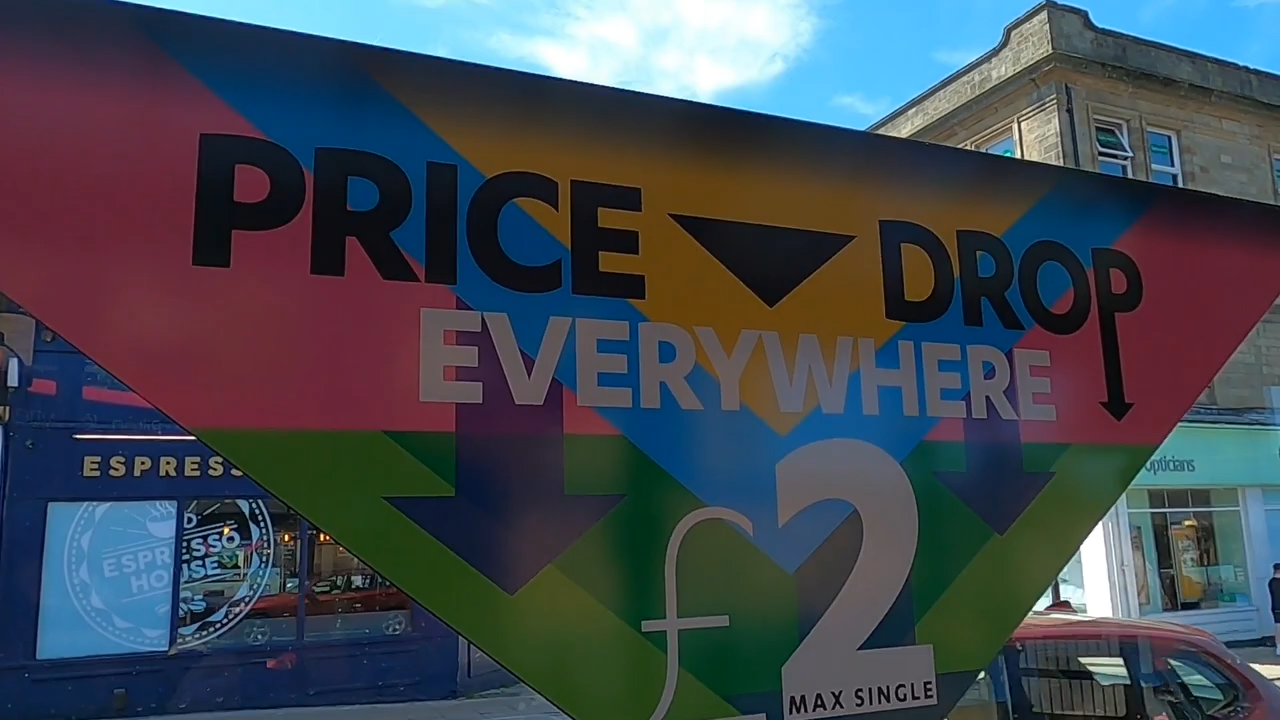 PRICE DROP
EVERYWHERE
£2
MAX SINGLE
ESPRESS
ESPRESSO
HOUSE
Opticians